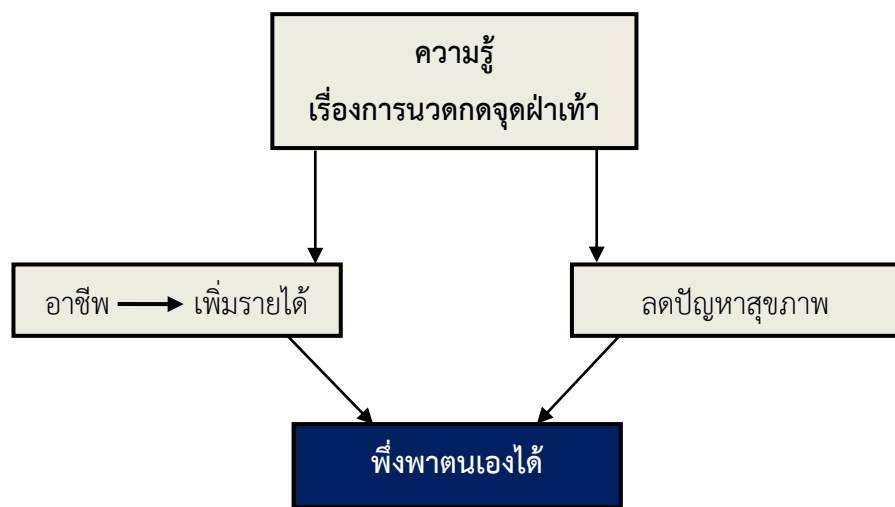 ความรู้
เรื่องการนวดกดจุดฝ่าเท้า
อาชีพ → เพิ่มรายได้
ลดปัญหาสุขภาพ
พึ่งพาตนเองได้